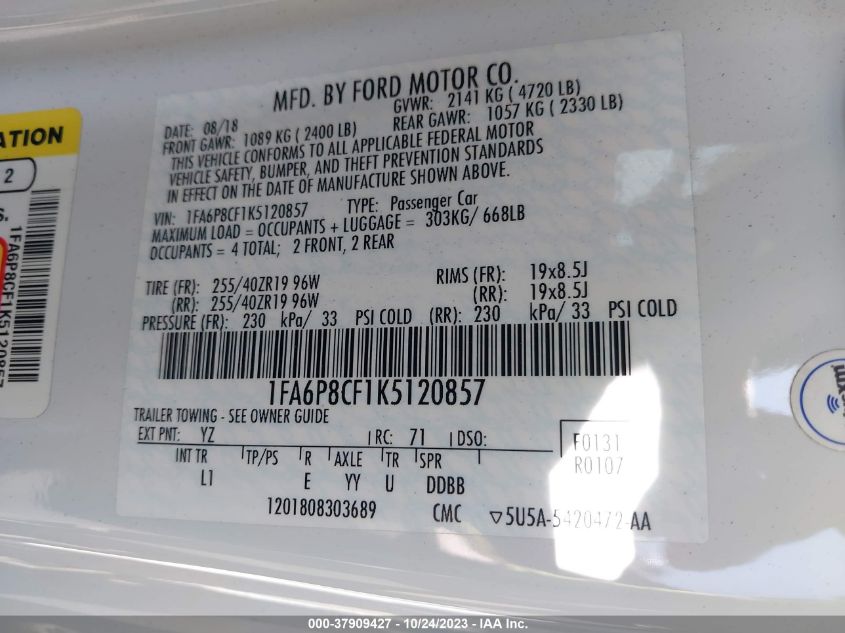 MFD. BY FORD MOTOR CO.
DATE: 08/18 GVWR: 2141 KG ( 4720 LB)
FRONT GAWR: 1089 KG ( 2400 LB) REAR GAWR: 1057 KG ( 2330 LB)
THIS VEHICLE CONFORMS TO ALL APPLICABLE FEDERAL MOTOR
VEHICLE SAFETY, BUMPER, AND THEFT PREVENTION STANDARDS
IN EFFECT ON THE DATE OF MANUFACTURE SHOWN ABOVE.
VIN: 1FA6P8CF1K5120857 TYPE: Passenger Car
MAXIMUM LOAD = OCCUPANTS + LUGGAGE = 303KG/ 668LB
OCCUPANTS = 4 TOTAL; 2 FRONT, 2 REAR
TIRE (FR): 255/40ZR19 96W RIMS (FR): 19x8.5J
(RR): 255/40ZR19 96W (RR): 19x8.5J
PRESSURE (FR): 230 kPa/ 33 PSI COLD (RR): 230 kPa/ 33 PSI COLD
1FA6P8CF1K5120857
TRAILER TOWING - SEE OWNER GUIDE
EXT PNT: YZ RC: 71 DSO: F0131
R0107
INT TR TP/PS R AXLE TR SPR
L1 E YY U DDBB
1201808303689 CMC 5U5A-5420472-AA
ATION
2
S.
1FA6P8CF1K5120857
000-37909427 - 10/24/2023 - IAA Inc.